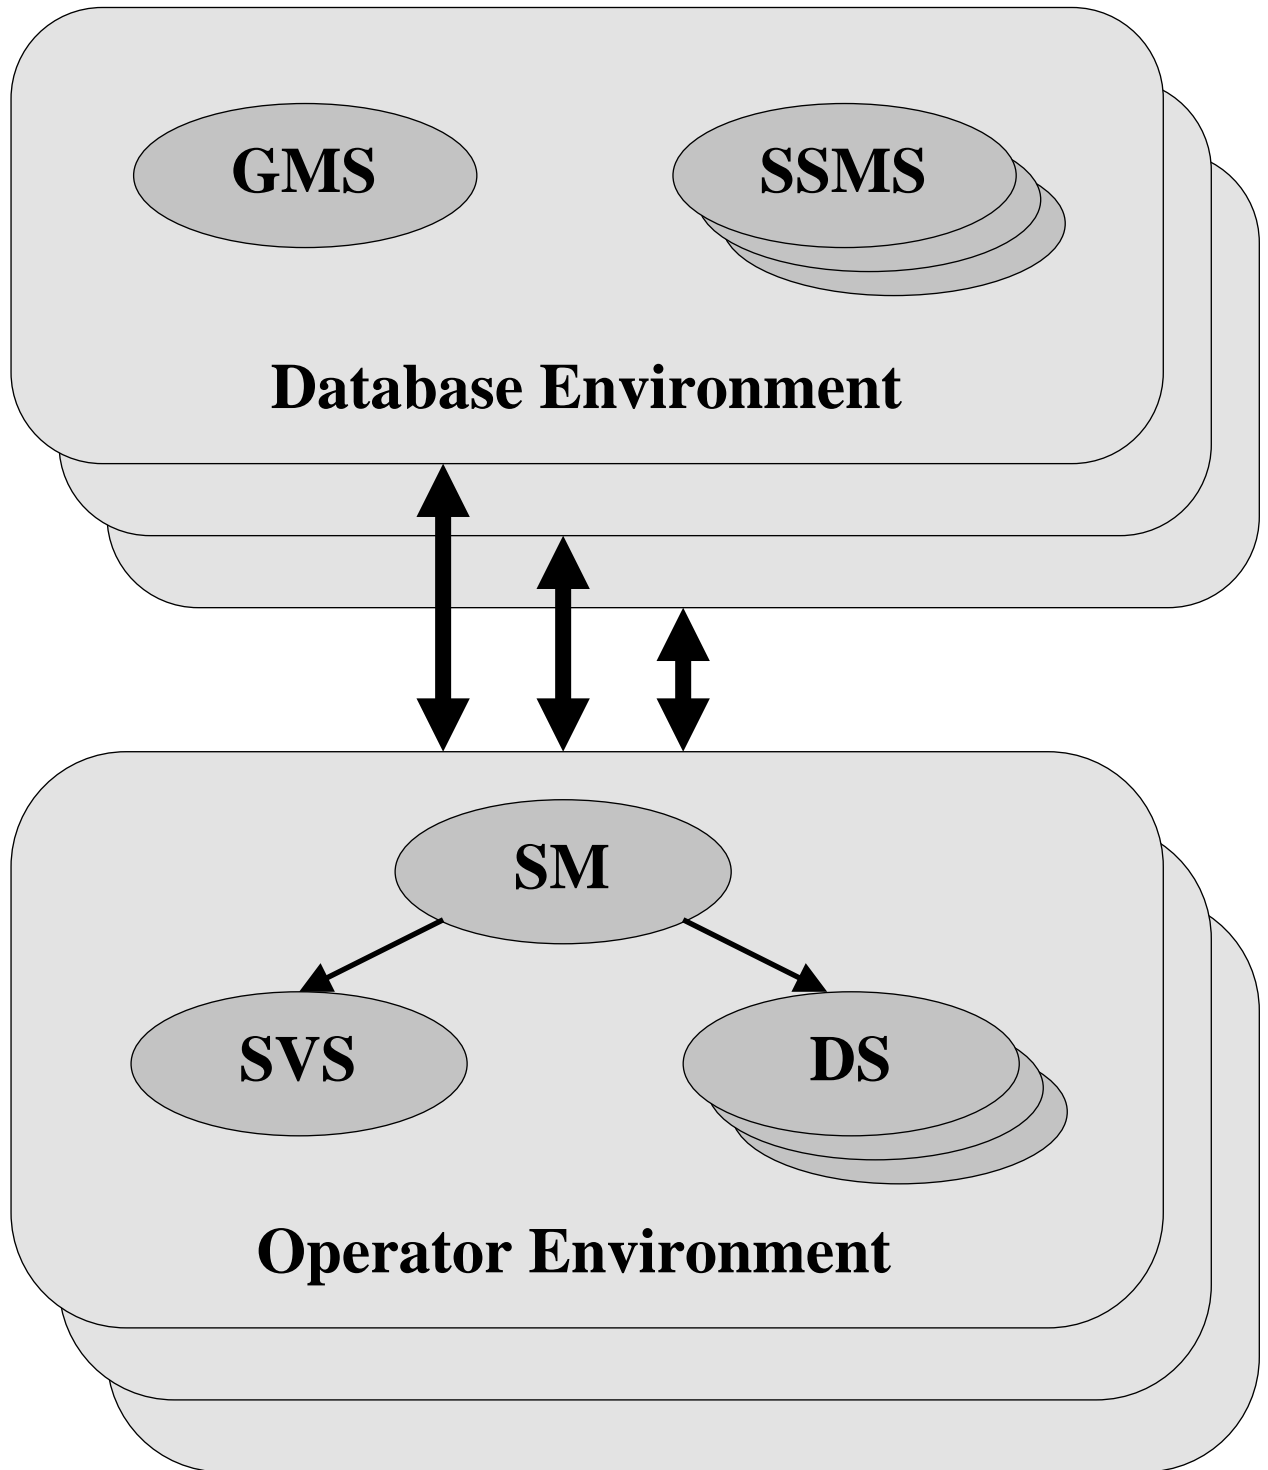 GMS
SSMS
Database Environment
SM
SVS
DS
Operator Environment